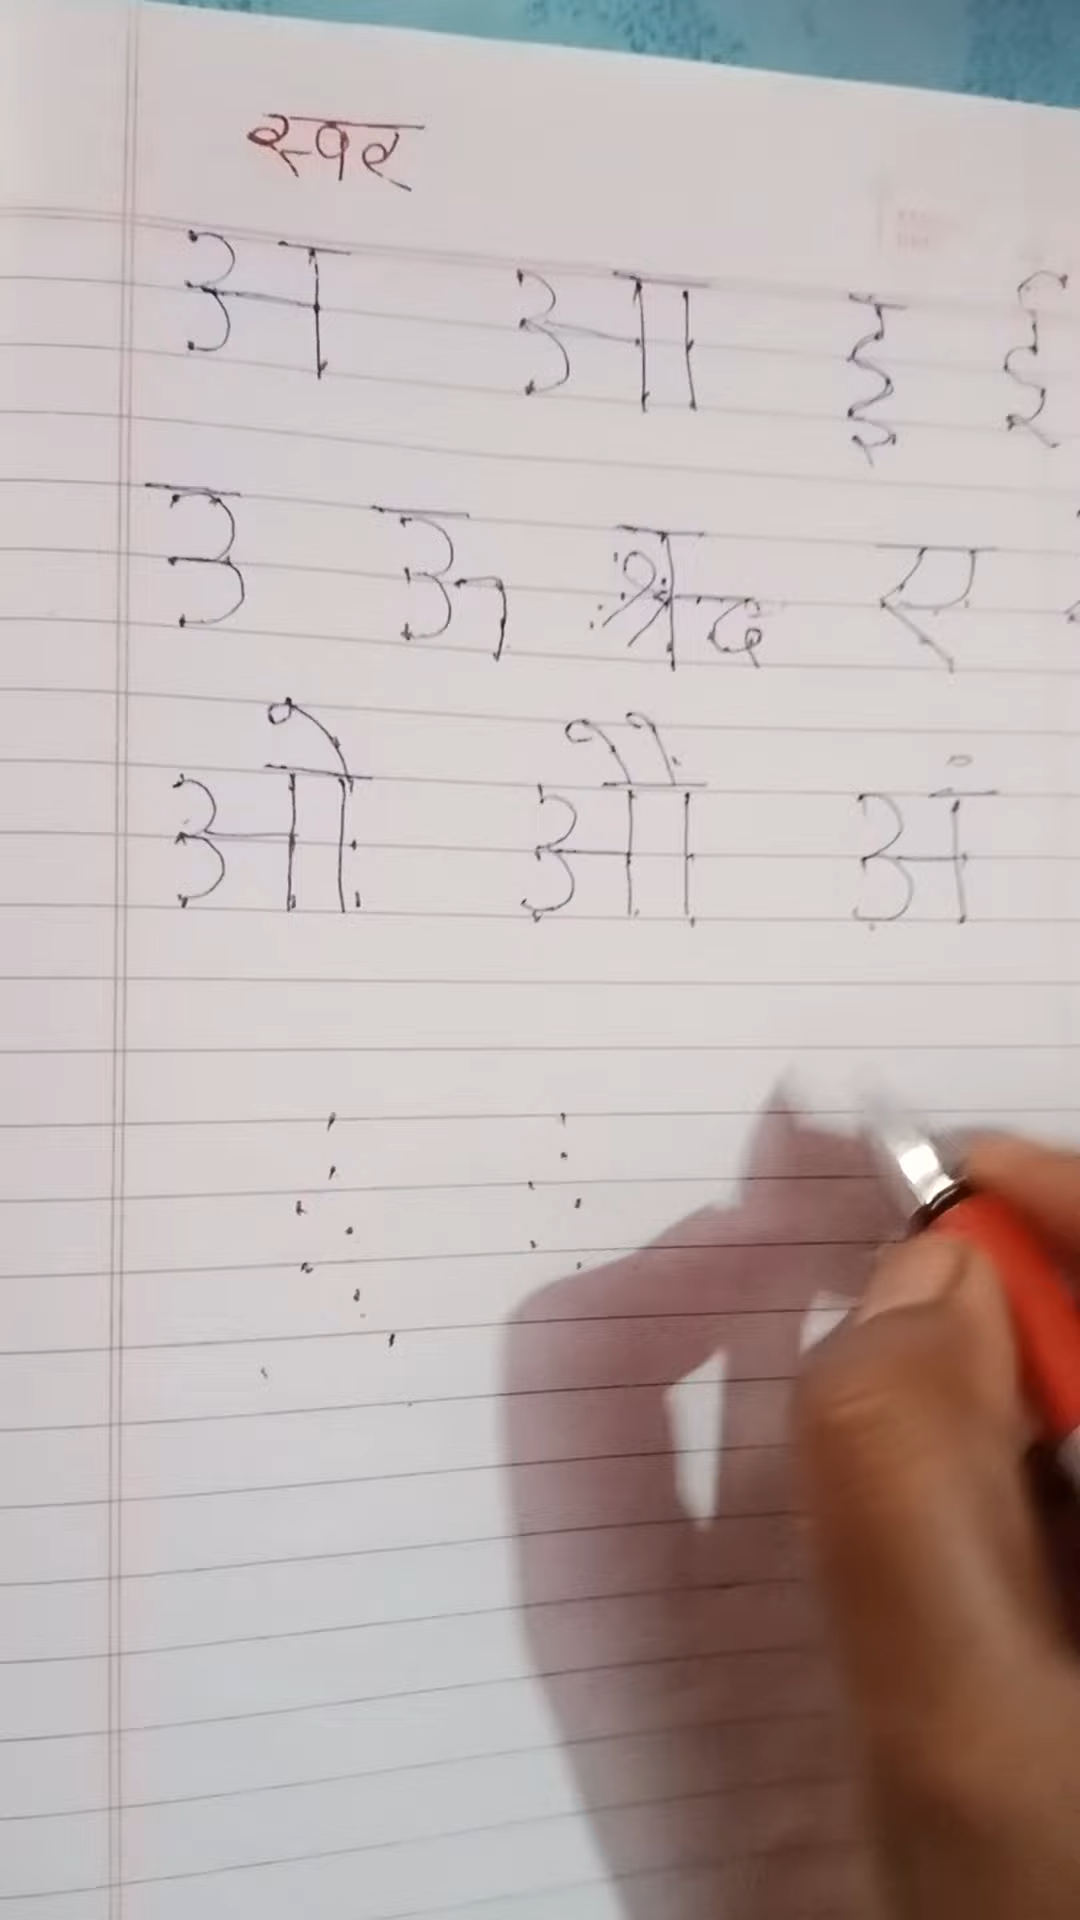 स्वर
अ आ इ ई
उ ऊ ऋ ए
ओ औ अं